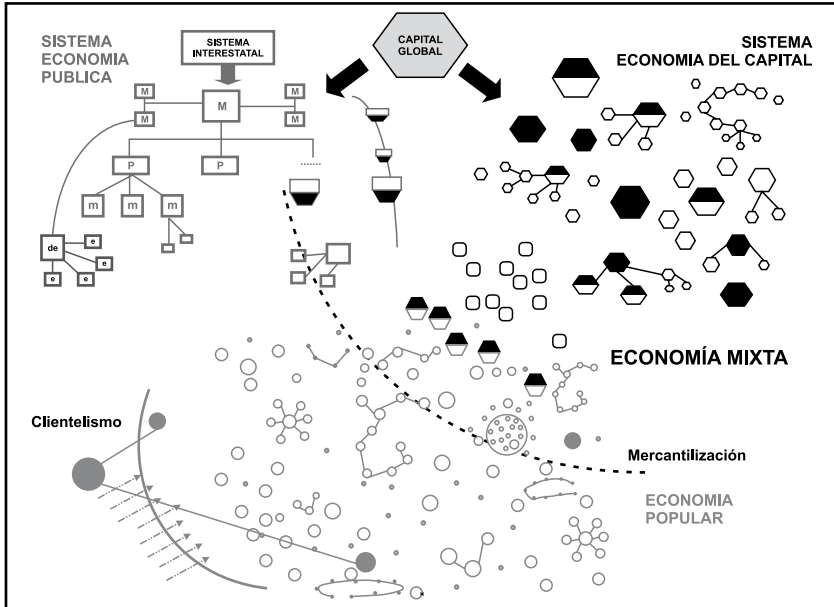 SISTEMA
ECONOMIA
PUBLICA
SISTEMA
INTERESTATAL
CAPITAL
GLOBAL
SISTEMA
ECONOMIA DEL CAPITAL
M
M
M
M
M
P
P
........
m
m
m
de
e
e
e
e
ECONOMÍA MIXTA
Clientelismo
Mercantilización
ECONOMIA
POPULAR